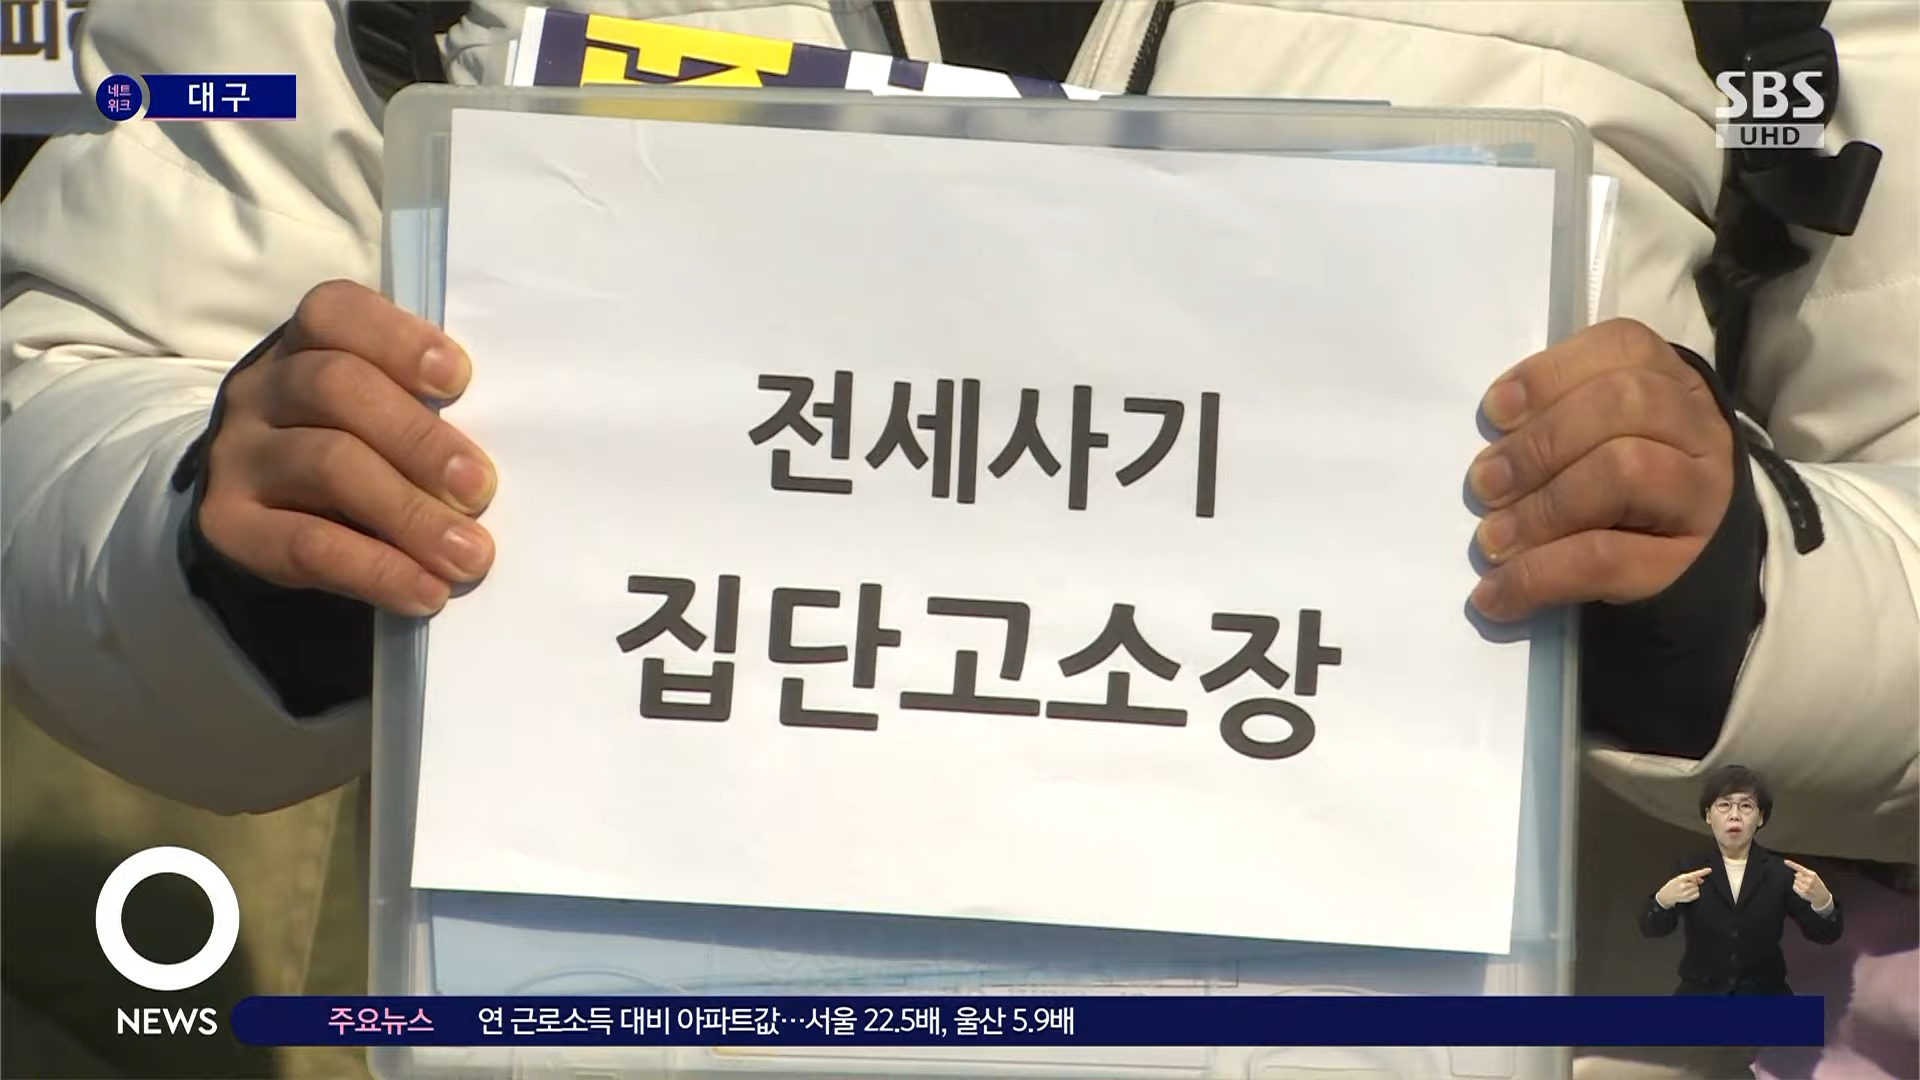 네트
워크
대구
SBS
UHD
전세사기
집단고소장
NEWS
주요뉴스 연 근로소득 대비 아파트값…서울 22.5배, 울산 5.9배